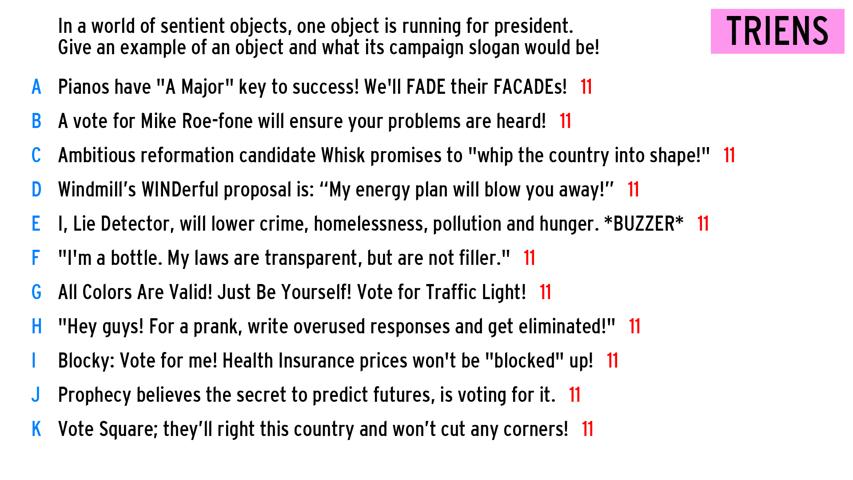 In a world of sentient objects, one object is running for president.
Give an example of an object and what its campaign slogan would be!
TRIENS
A Pianos have "A Major" key to success! We'll FADE their FACADEs! 11
B A vote for Mike Roe-fone will ensure your problems are heard! 11
C Ambitious reformation candidate Whisk promises to "whip the country into shape!" 11
D Windmill’s WINDerful proposal is: “My energy plan will blow you away!” 11
E I, Lie Detector, will lower crime, homelessness, pollution and hunger. *BUZZER* 11
F "I'm a bottle. My laws are transparent, but are not filler." 11
G All Colors Are Valid! Just Be Yourself! Vote for Traffic Light! 11
H "Hey guys! For a prank, write overused responses and get eliminated!" 11
I Blocky: Vote for me! Health Insurance prices won't be "blocked" up! 11
J Prophecy believes the secret to predict futures, is voting for it. 11
K Vote Square; they’ll right this country and won’t cut any corners! 11